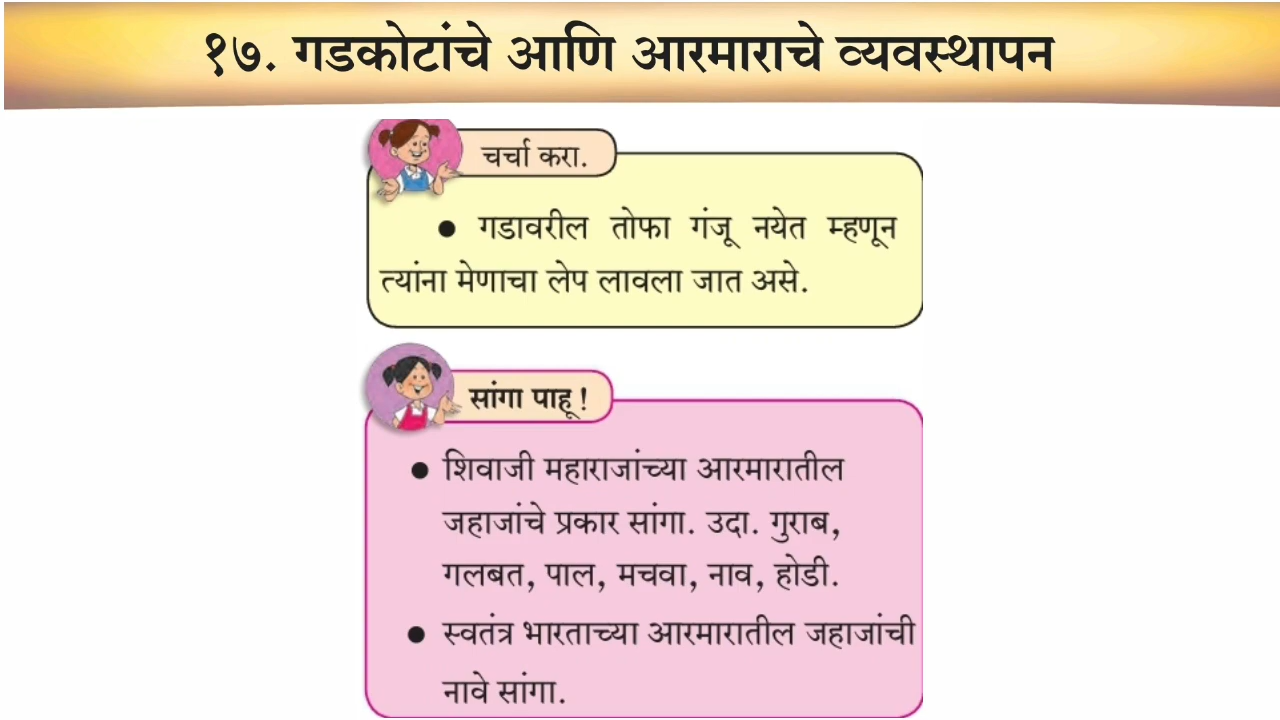 १७. गडकोटांचे आणि आरमाराचे व्यवस्थापन
चर्चा करा.
● गडावरील तोफा गंजू नयेत म्हणून
त्यांना मेणाचा लेप लावला जात असे.
सांगा पाहू !
● शिवाजी महाराजांच्या आरमारातील
जहाजांचे प्रकार सांगा. उदा. गुराब,
गलबत, पाल, मचवा, नाव, होडी.
● स्वतंत्र भारताच्या आरमारातील जहाजांची
नावे सांगा.